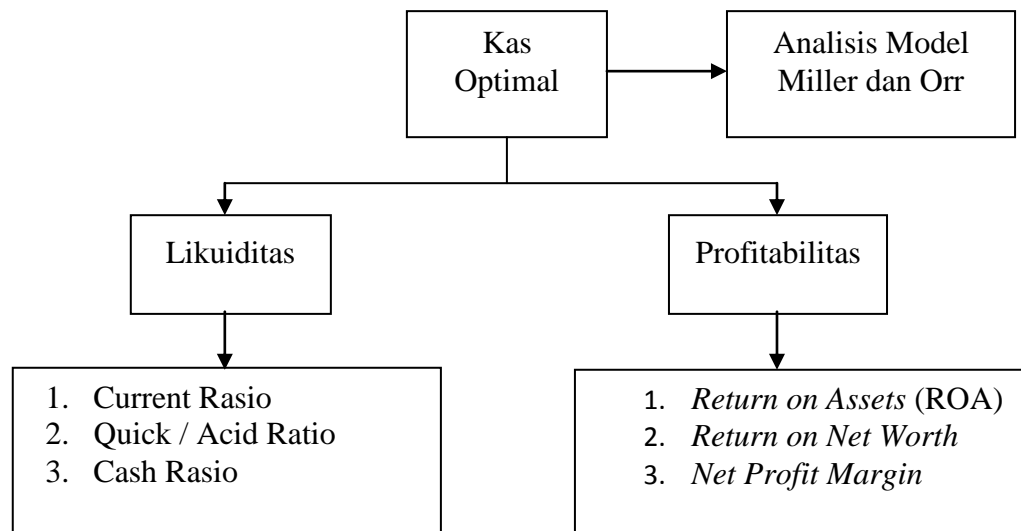 Kas
Optimal
Analisis Model
Miller dan Orr
Likuiditas
Profitabilitas
1. Current Rasio
2. Quick / Acid Ratio
3. Cash Rasio
1. Return on Assets (ROA)
2. Return on Net Worth
3. Net Profit Margin